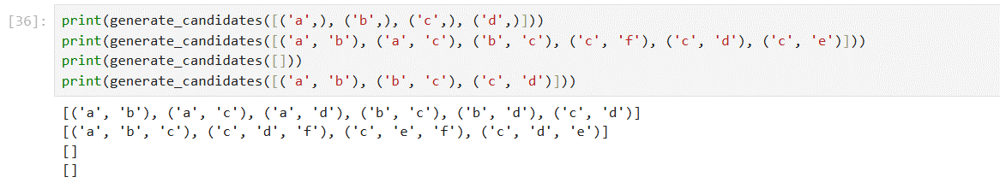 [36]: print(generate_candidates([('a',), ('b',), ('c',), ('d',)]))
print(generate_candidates([('a', 'b'), ('a', 'c'), ('b', 'c'), ('c', 'f'), ('c', 'd'), ('c', 'e')]))
print(generate_candidates([]))
print(generate_candidates([('a', 'b'), ('b', 'c'), ('c', 'd')]))
[('a', 'b'), ('a', 'c'), ('a', 'd'), ('b', 'c'), ('b', 'd'), ('c', 'd')]
[('a', 'b', 'c'), ('c', 'd', 'f'), ('c', 'e', 'f'), ('c', 'd', 'e')]
[]
[]